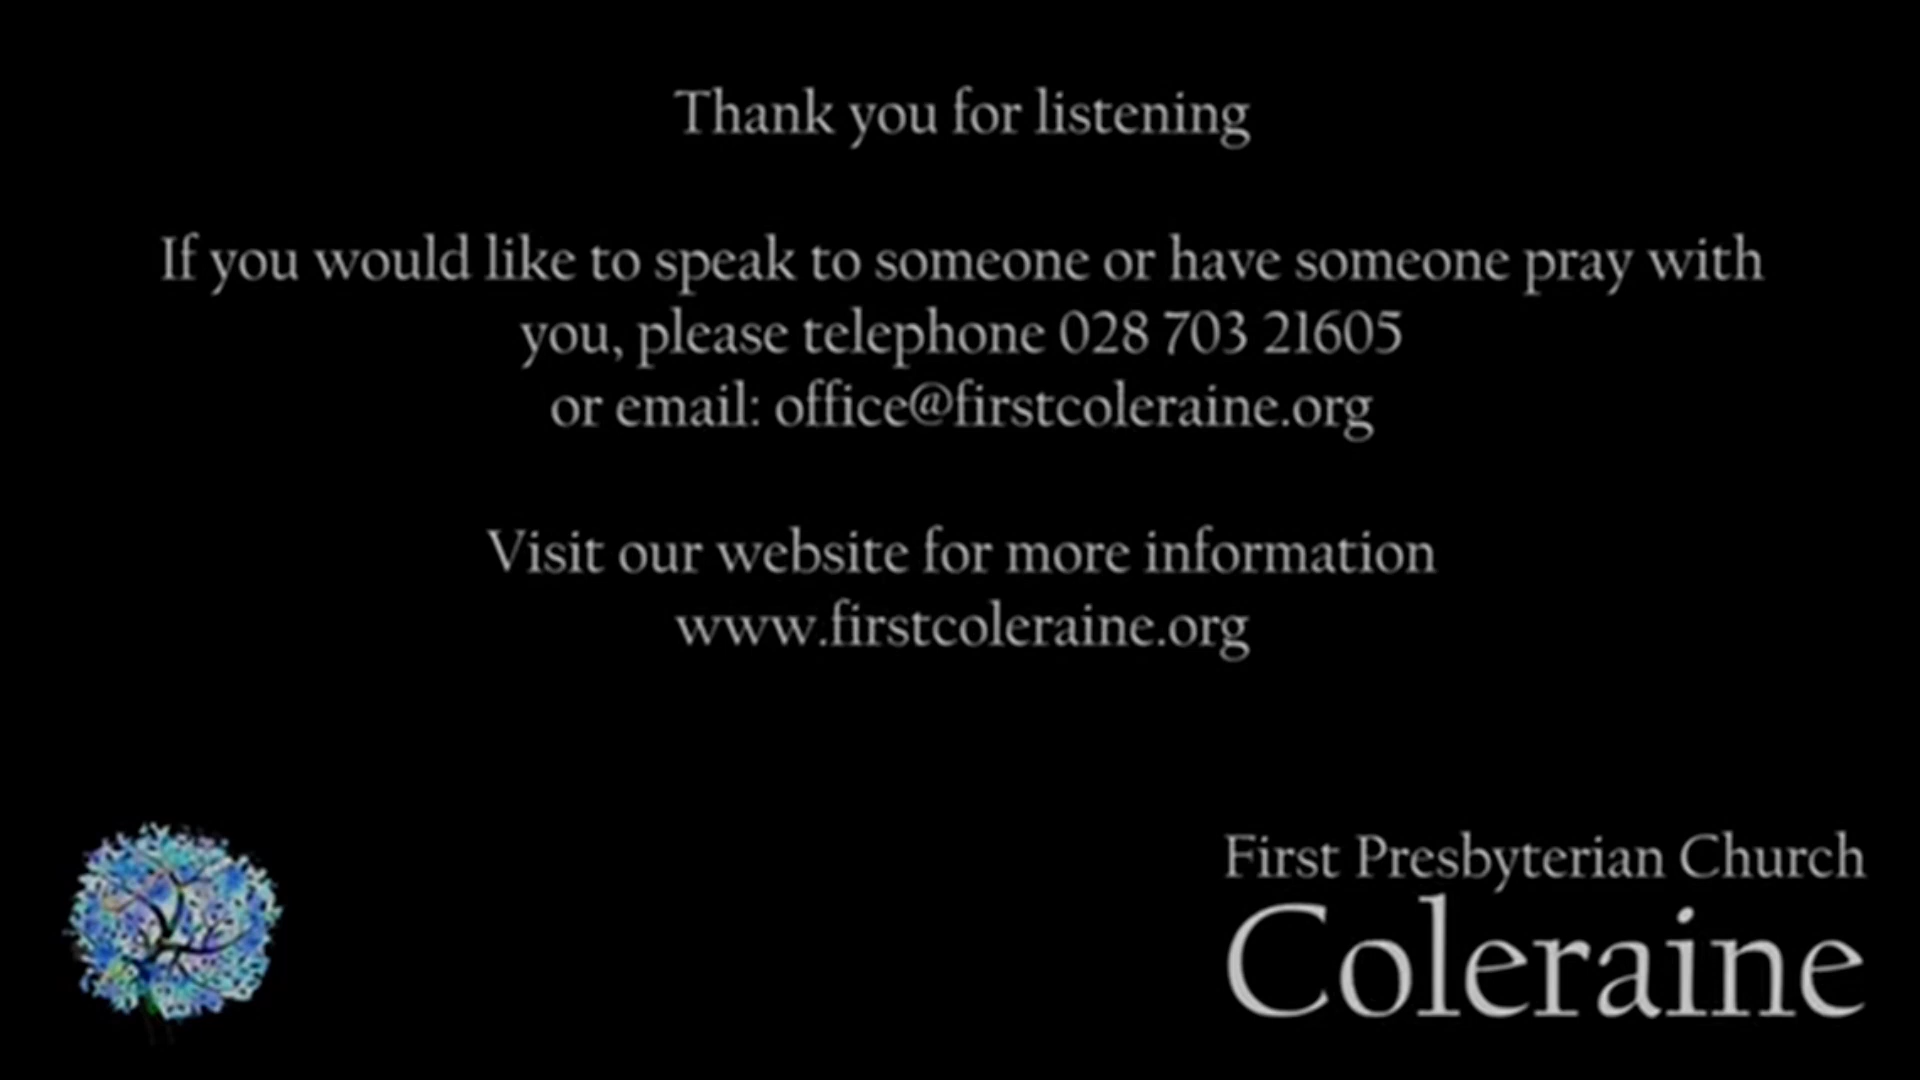 Thank you for listening
If you would like to speak to someone or have someone pray with
you, please telephone 028 703 21605
or email: office@firstcoleraine.org
Visit our website for more information
www.firstcoleraine.org
First Presbyterian Church
Coleraine